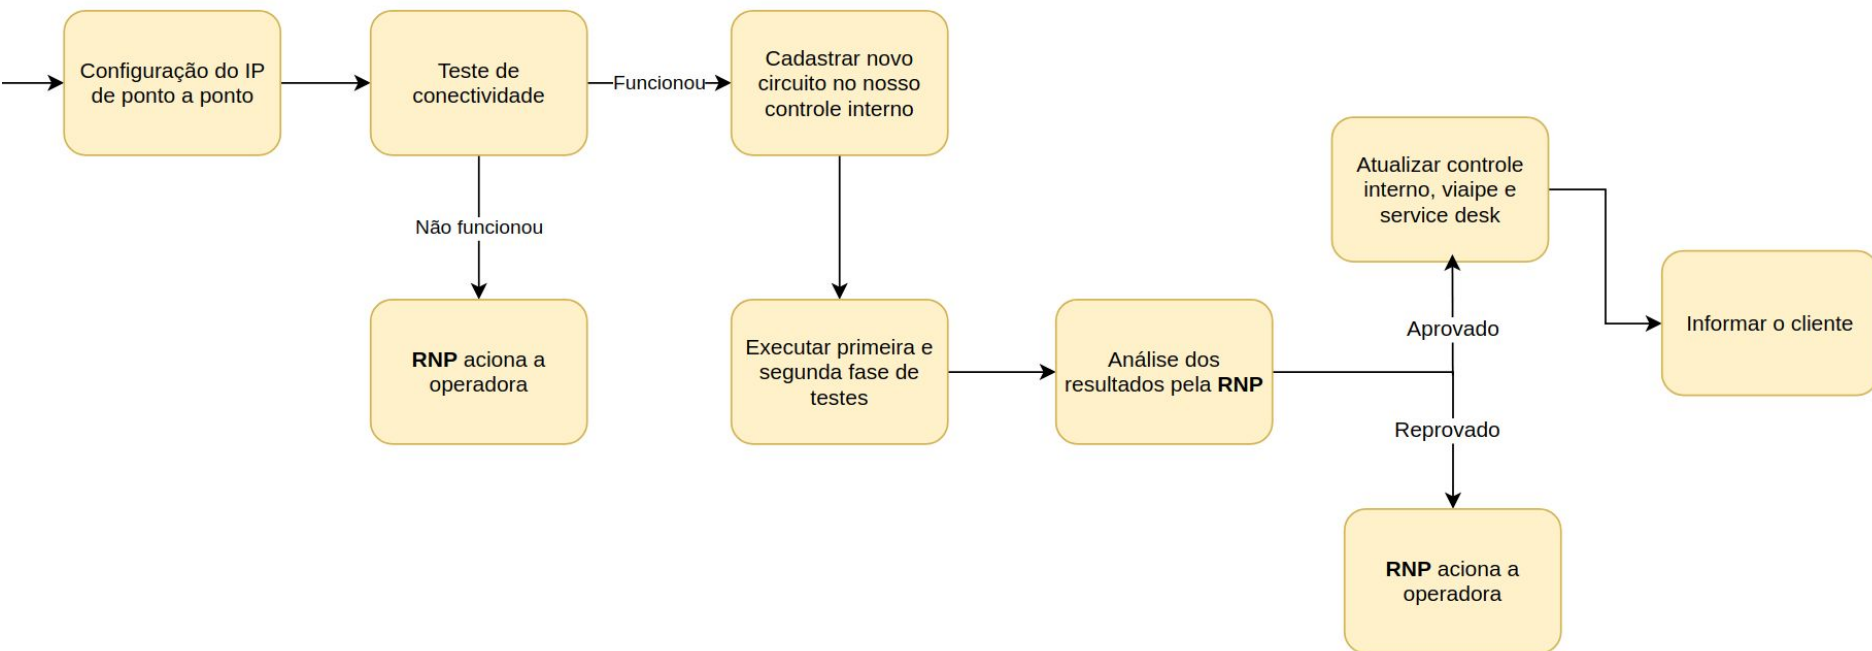 Configuração do IP
de ponto a ponto
Teste de
conectividade
Funcionou
Cadastrar novo
circuito no nosso
controle interno
Não funcionou
RNP aciona a
operadora
Executar primeira e
segunda fase de
testes
Análise dos
resultados pela RNP
Aprovado
Atualizar controle
interno, viaipe e
service desk
Informar o cliente
Reprovado
RNP aciona a
operadora